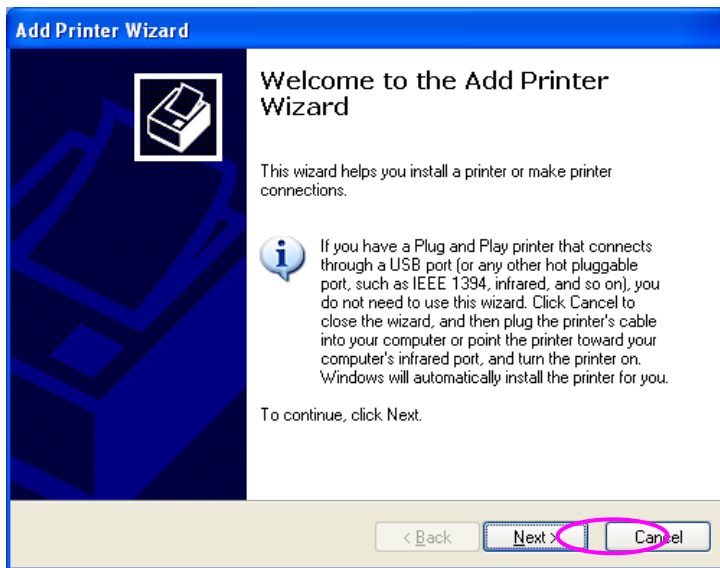 Add Printer Wizard
Welcome to the Add Printer
Wizard
This wizard helps you install a printer or make printer
connections.
If you have a Plug and Play printer that connects
through a USB port (or any other hot pluggable
port, such as IEEE 1394, infrared, and so on), you
do not need to use this wizard. Click Cancel to
close the wizard, and then plug the printer's cable
into your computer or point the printer toward your
computer's infrared port, and turn the printer on.
Windows will automatically install the printer for you.
To continue, click Next.
< Back Next > Cancel